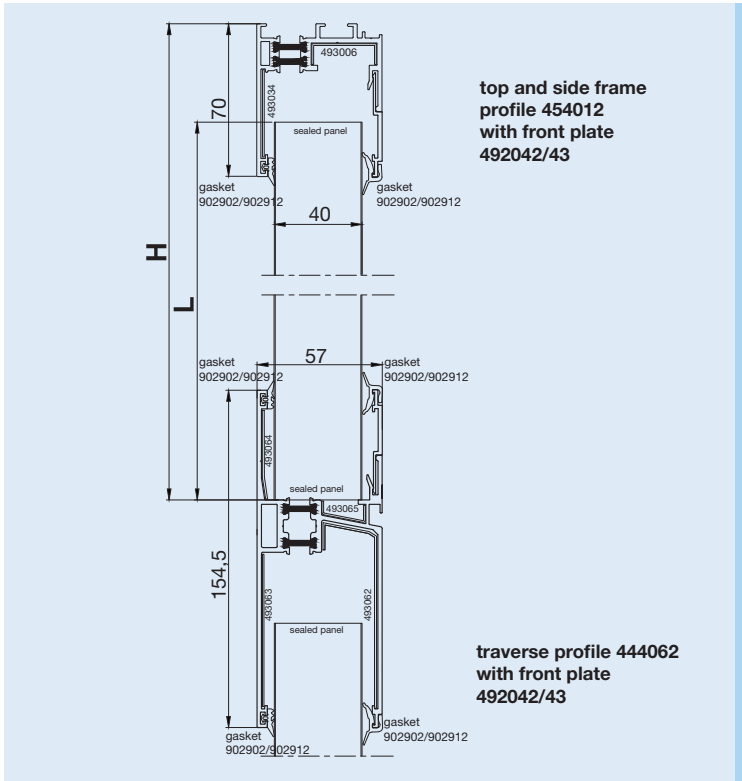 493006
70
493034
sealed panel
top and side frame
profile 454012
with front plate
492042/43
gasket
902902/902912
gasket
902902/902912
40
H
L
gasket
902902/902912
57
gasket
902902/902912
493064
sealed panel
493065
154,5
493063
493062
sealed panel
traverse profile 444062
with front plate
492042/43
gasket
902902/902912
gasket
902902/902912